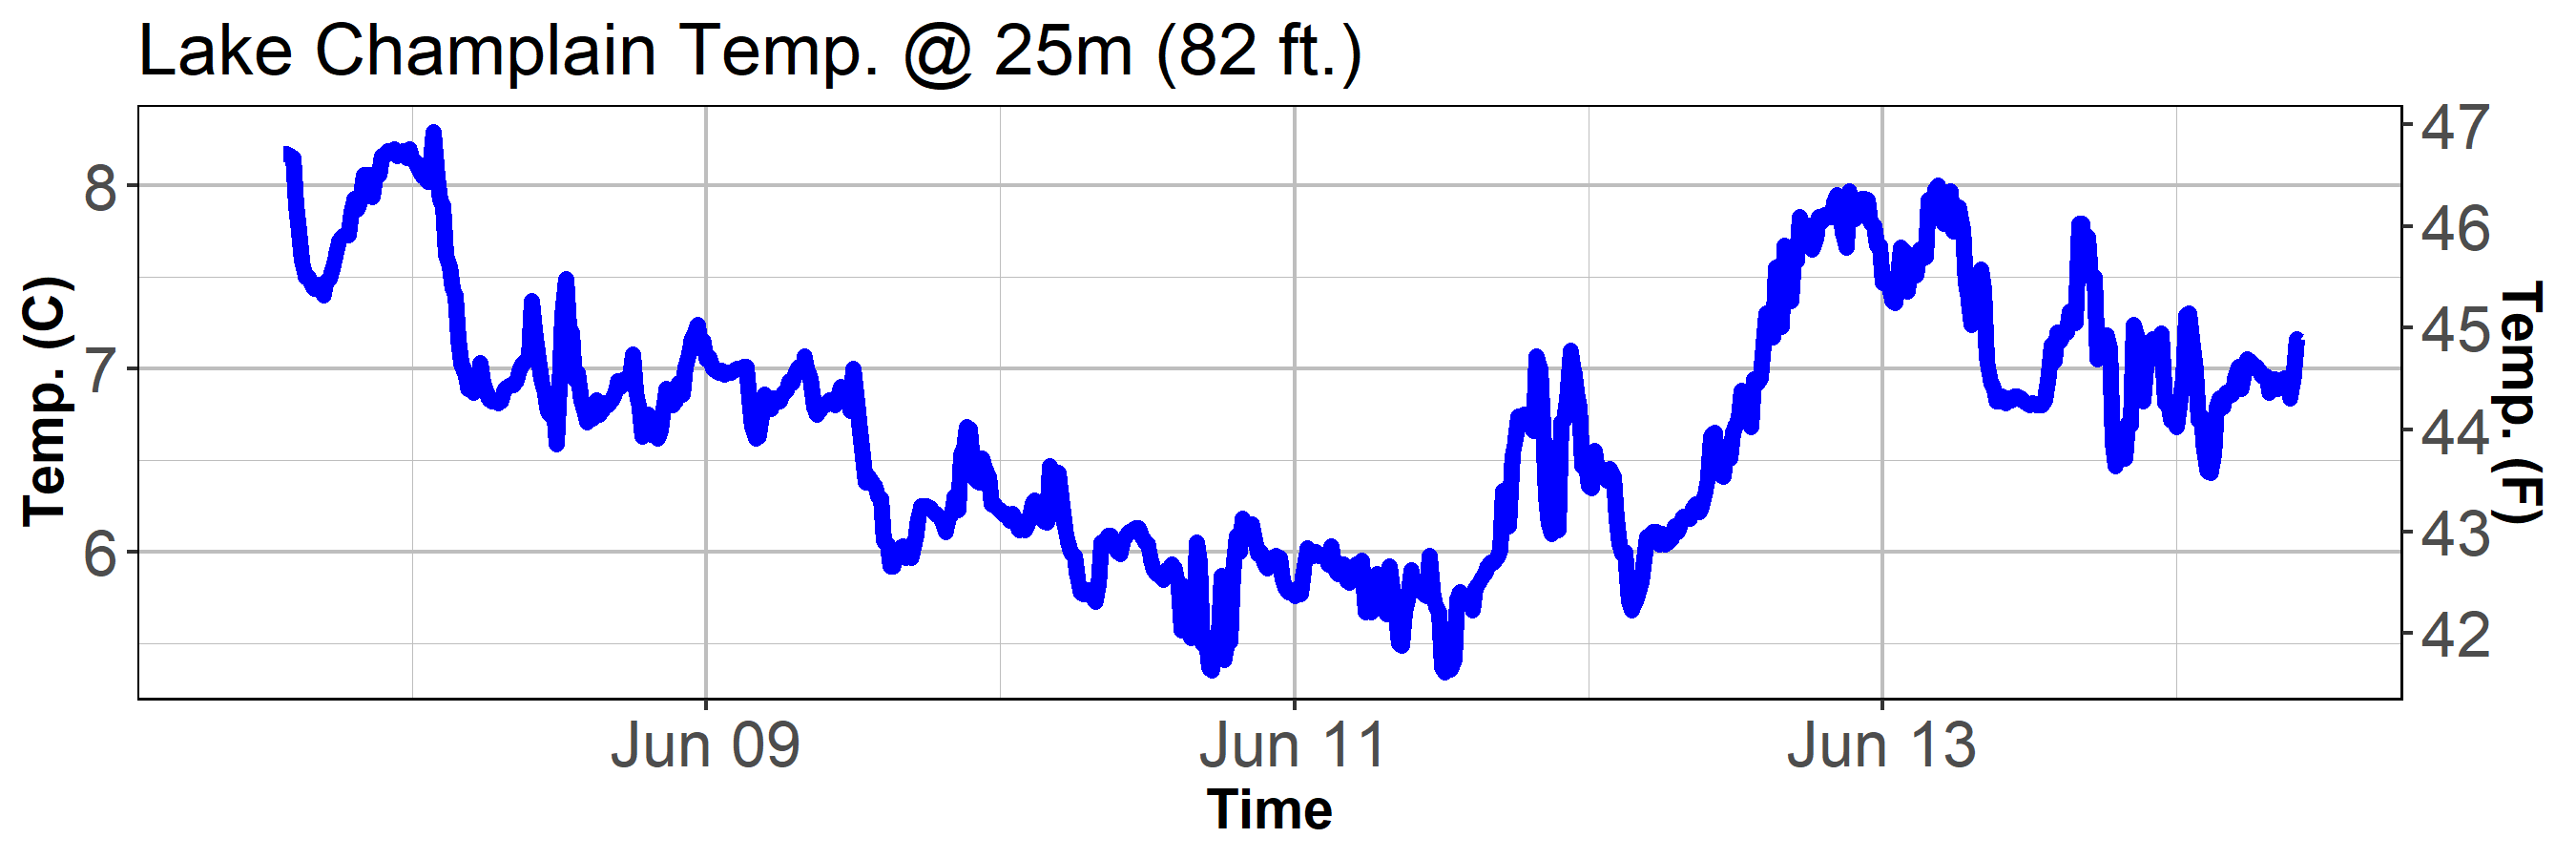 Lake Champlain Temp. @ 25m (82 ft.)
Temp. (C)
8
7
6
47
46
45
44
43
42
Temp. (F)
Jun 09 Jun 11 Jun 13
Time